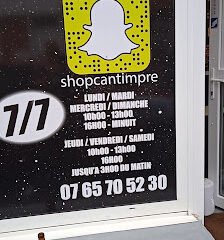 shopcantimpre
7/7
LUNDI / MARDI
MERCREDI / DIMANCHE
10h00 - 13h00
16H00 - MINUIT
JEUDI / VENDREDI / SAMEDI
10h00 - 13h00
16H00
JUSQU'A 3H00 DU MATIN
07 65 70 52 30